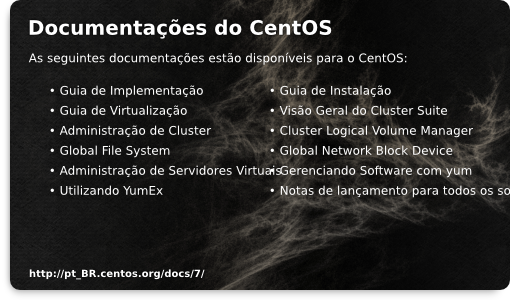 Documentações do CentOS
As seguintes documentações estão disponíveis para o CentOS:
• Guia de Implementação
• Guia de Virtualização
• Administração de Cluster
• Global File System
• Administração de Servidores Virtuais
• Utilizando YumEx
• Guia de Instalação
• Visão Geral do Cluster Suite
• Cluster Logical Volume Manager
• Global Network Block Device
• Gerenciando Software com yum
• Notas de lançamento para todos os
http://pt_BR.centos.org/docs/7/